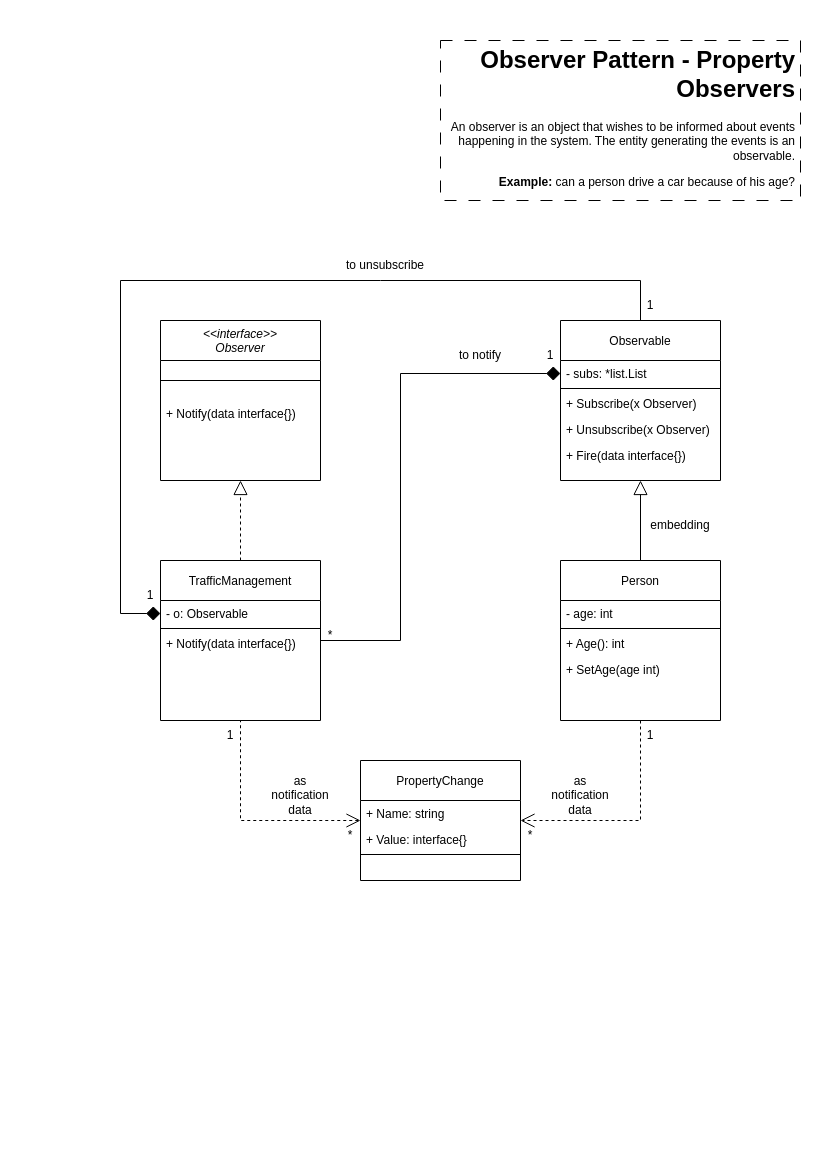 Observer Pattern - Property
Observers
An observer is an object that wishes to be informed about events
happening in the system. The entity generating the events is an
observable.
Example: can a person drive a car because of his age?
to unsubscribe
1
<<interface>>
Observer
+ Notify(data interface{})
to notify
1
Observable
- subs: *list.List
+ Subscribe(x Observer)
+ Unsubscribe(x Observer)
+ Fire(data interface{})
embedding
1
TrafficManagement
- o: Observable
+ Notify(data interface{})
*
Person
- age: int
+ Age(): int
+ SetAge(age int)
1
1
as
notification
data
*
PropertyChange
+ Name: string
+ Value: interface{}
as
notification
data
*